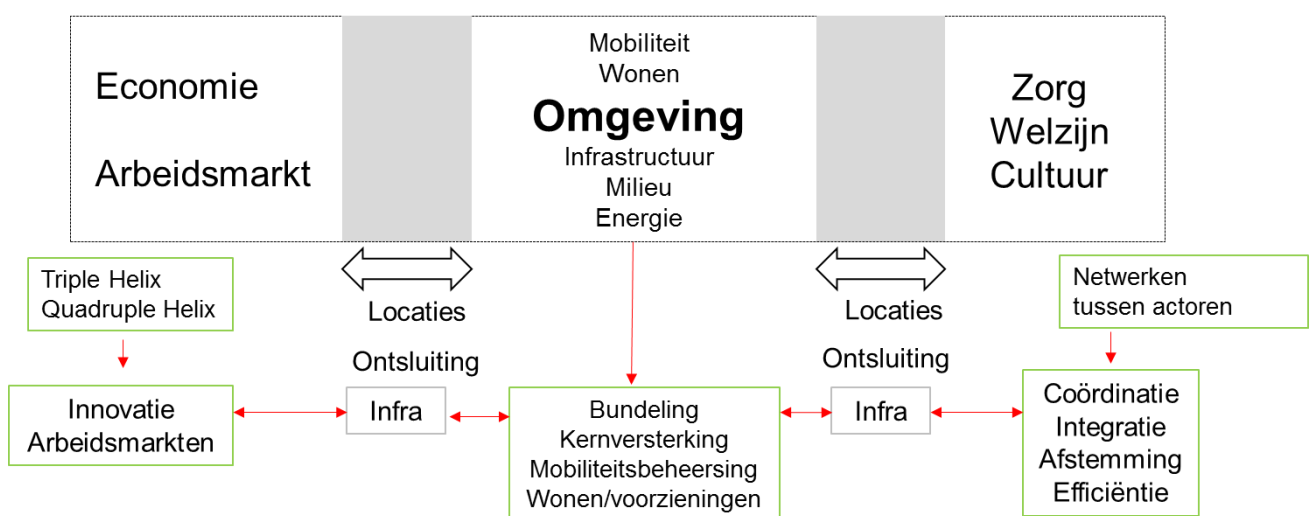 Economie
Arbeidsmarkt
Mobiliteit
Wonen
Omgeving
Infrastructuur
Milieu
Energie
Zorg
Welzijn
Cultuur
Triple Helix
Quadruple Helix
Locaties
Ontsluiting
Locaties
Ontsluiting
Netwerken
tussen actoren
Innovatie
Arbeidsmarkten
Infra
Bundeling
Kernversterking
Mobiliteitsbeheersing
Wonen/voorzieningen
Infra
Coördinatie
Integratie
Afstemming
Efficiëntie